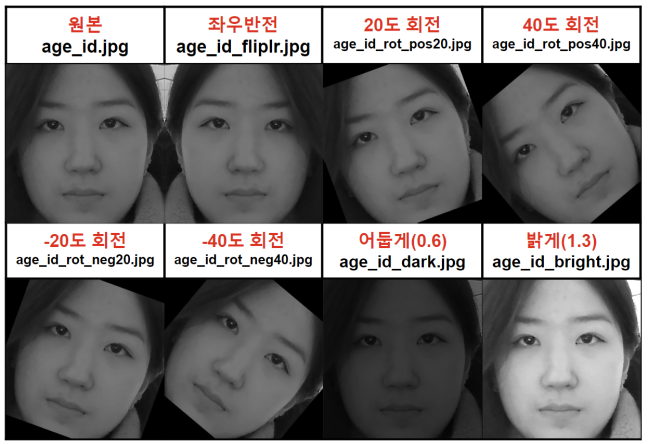 원본
age_id.jpg
좌우반전
age_id_fliplr.jpg
20도 회전
age_id_rot_pos20.jpg
40도 회전
age_id_rot_pos40.jpg
-20도 회전
age_id_rot_neg20.jpg
-40도 회전
age_id_rot_neg40.jpg
어둡게(0.6)
age_id_dark.jpg
밝게(1.3)
age_id_bright.jpg